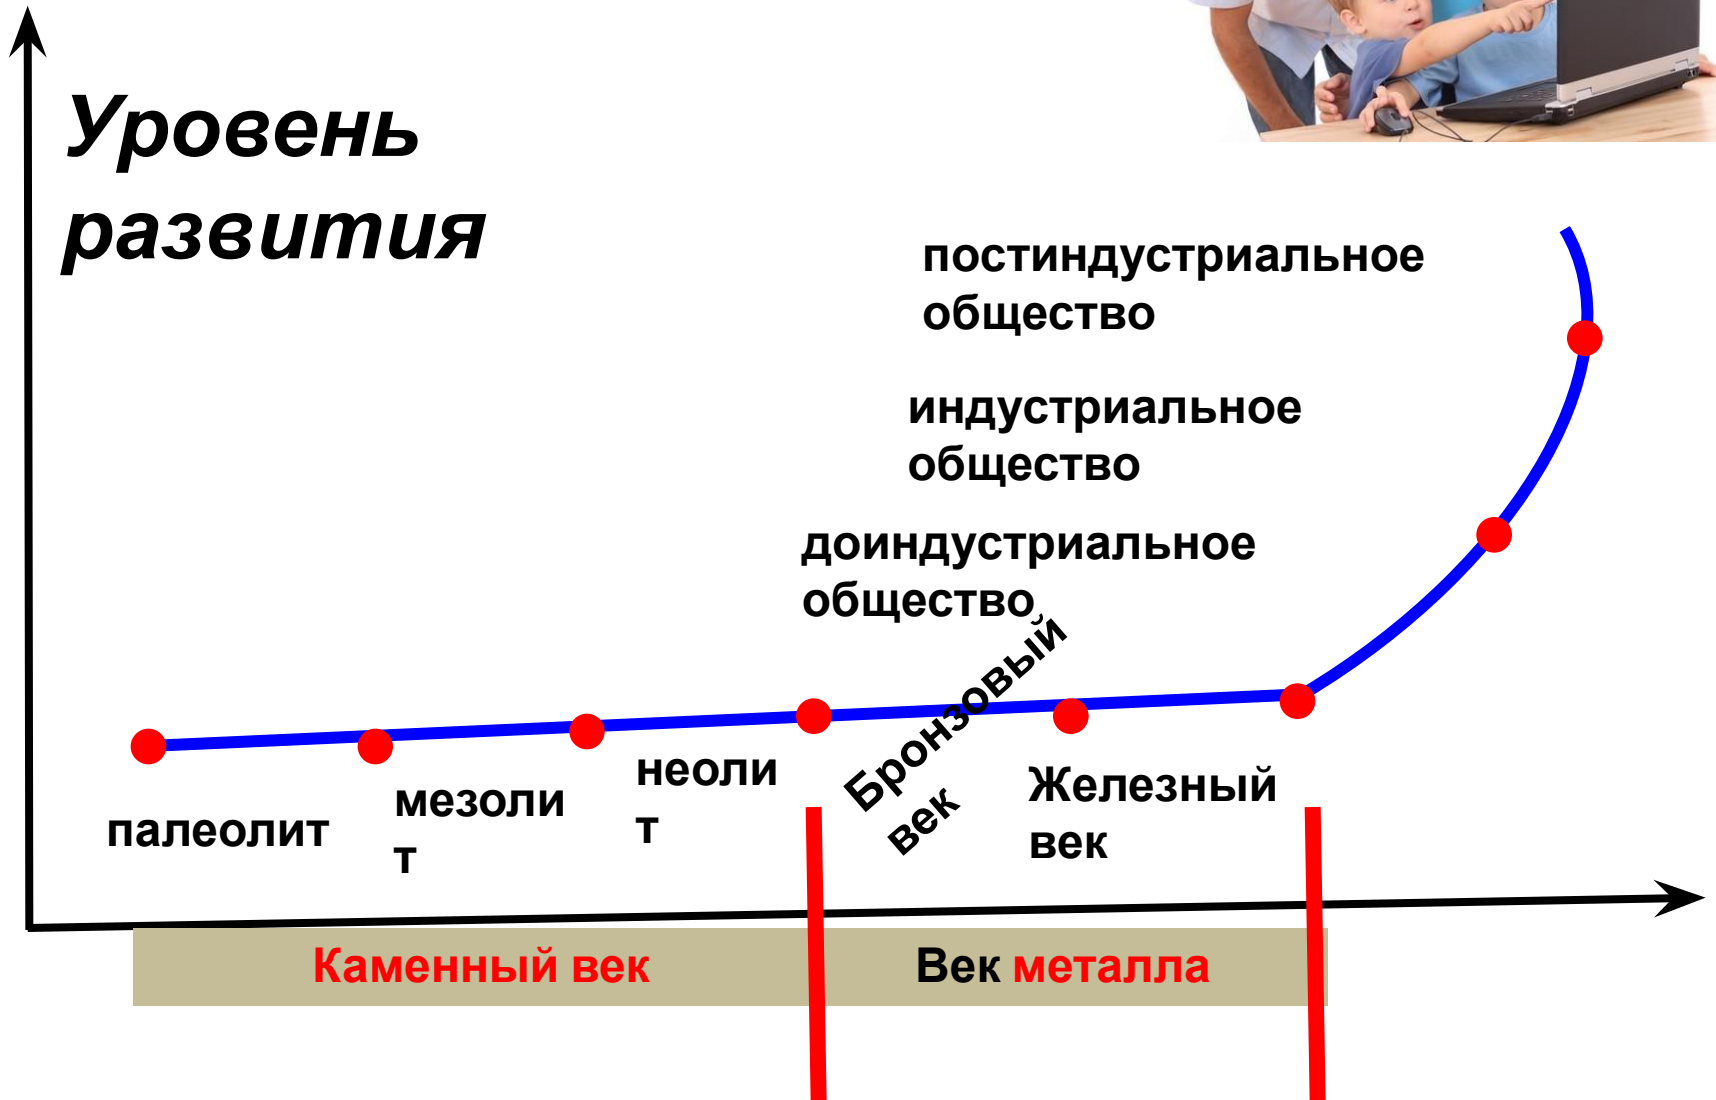 Уровень
развития
постиндустриальное
общество
индустриальное
общество
доиндустриальное
общество
Бронзовый
век
неоли
т
мезоли
т
палеолит
Железный
век
Каменный век
Век металла